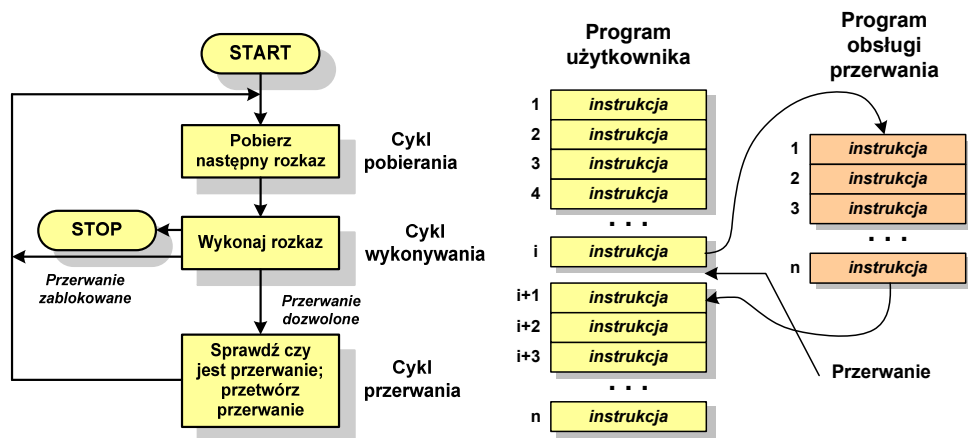 START
Pobierz
następny rozkaz
Cykl
pobierania
STOP
Wykonaj rozkaz
Cykl
wykonywania
Przerwanie
zablokowane
Przerwanie
dozwolone
Sprawdź czy
jest przerwanie;
przetwórz
przerwanie
Cykl
przerwania
Program
użytkownika
1 instrukcja
2 instrukcja
3 instrukcja
4 instrukcja
. . .
i instrukcja
i+1 instrukcja
i+2 instrukcja
i+3 instrukcja
. . .
n instrukcja
Program
obsługi
przerwania
1 instrukcja
2 instrukcja
3 instrukcja
. . .
n instrukcja
Przerwanie